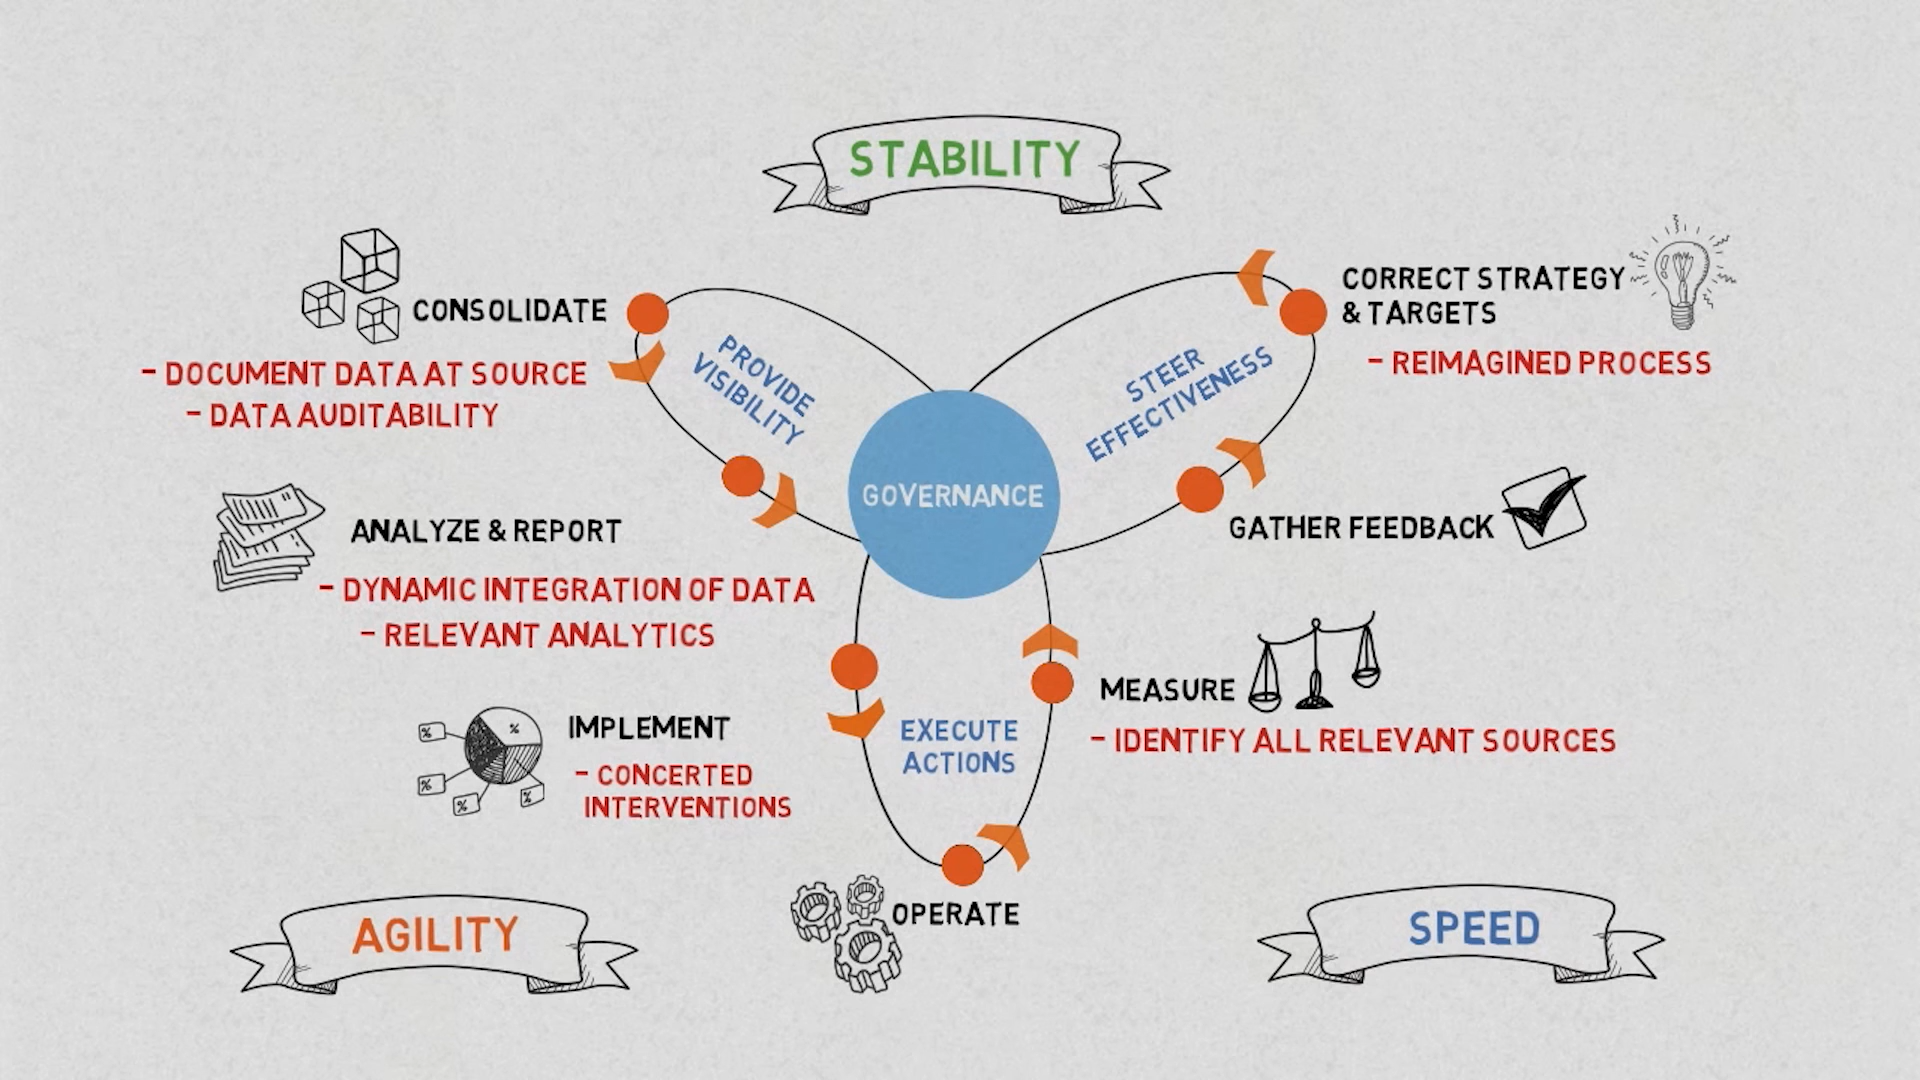 STABILITY
CONSOLIDATE
- DOCUMENT DATA AT SOURCE
- DATA AUDITABILITY
PROVIDE
VISIBILITY
STEER
EFFECTIVENESS
CORRECT STRATEGY
& TARGETS
- REIMAGINED PROCESS
GOVERNANCE
ANALYZE & REPORT
- DYNAMIC INTEGRATION OF DATA
- RELEVANT ANALYTICS
GATHER FEEDBACK
MEASURE
- IDENTIFY ALL RELEVANT SOURCES
IMPLEMENT
- CONCERTED
INTERVENTIONS
%
%
%
%
%
EXECUTE
ACTIONS
OPERATE
AGILITY
SPEED